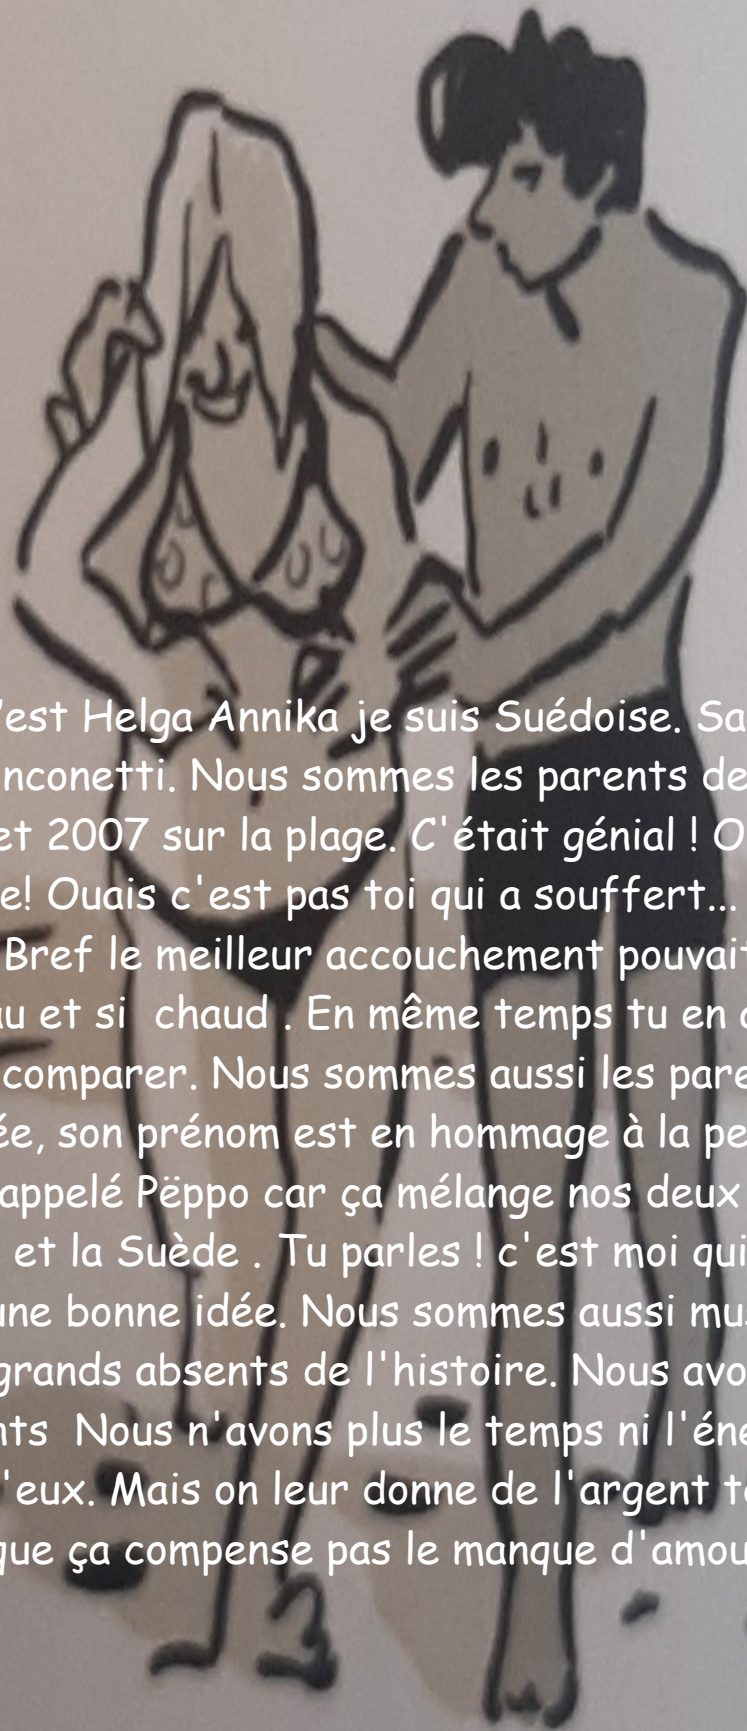 'est Helga Annika je suis Suédoise. Sa
nconetti. Nous sommes les parents de
et 2007 sur la plage. C'était génial ! O
e! Ouais c'est pas toi qui a souffert...
Bref le meilleur accouchement pouvait
au et si  chaud . En même temps tu en
comparer. Nous sommes aussi les pare
ée, son prénom est en hommage à la pe
appelé Pëppo car ça mélange nos deux
et la Suède . Tu parles ! c'est moi qui
une bonne idée. Nous sommes aussi mus
grands absents de l'histoire. Nous avo
nts  Nous n'avons plus le temps ni l'éne
'eux. Mais on leur donne de l'argent to
que ça compense pas le manque d'amou